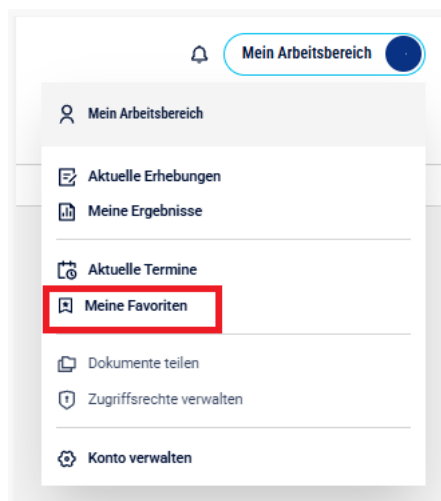 Mein Arbeitsbereich
Mein Arbeitsbereich
Aktuelle Erhebungen
Meine Ergebnisse
Aktuelle Termine
Meine Favoriten
Dokumente teilen
Zugriffsrechte verwalten
Konto verwalten